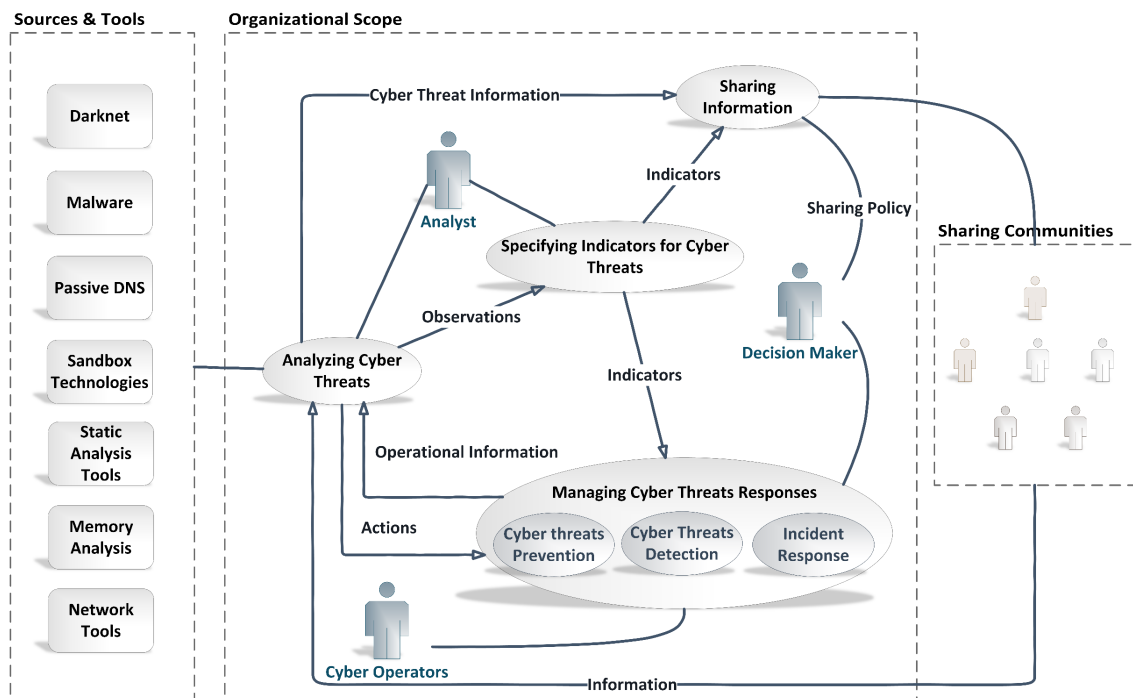 Sources & Tools
Darknet
Malware
Passive DNS
Sandbox
Technologies
Static
Analysis
Tools
Memory
Analysis
Network
Tools
Organizational Scope
Cyber Threat Information
Sharing
Information
Analyst
Indicators
Sharing Policy
Specifying Indicators for Cyber
Threats
Observations
Decision Maker
Analyzing Cyber
Threats
Indicators
Operational Information
Managing Cyber Threats Responses
Actions
Cyber threats
Prevention
Cyber Threats
Detection
Incident
Response
Cyber Operators
Information
Sharing Communities